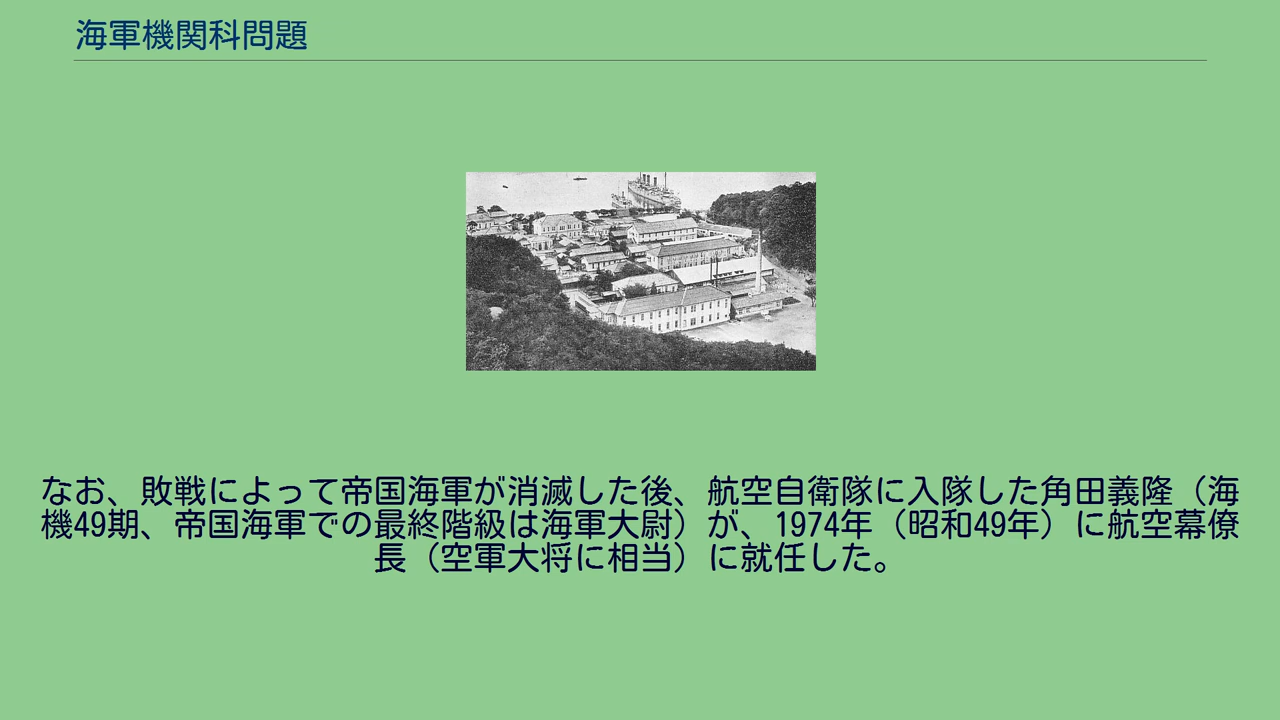 海軍機関科問題
なお、敗戦によって帝国海軍が消滅した後、航空自衛隊に入隊した角田義隆（海
機49期、帝国海軍での最終階級は海軍大尉）が、1974年（昭和49年）に航空幕僚
長（空軍大将に相当）に就任した。